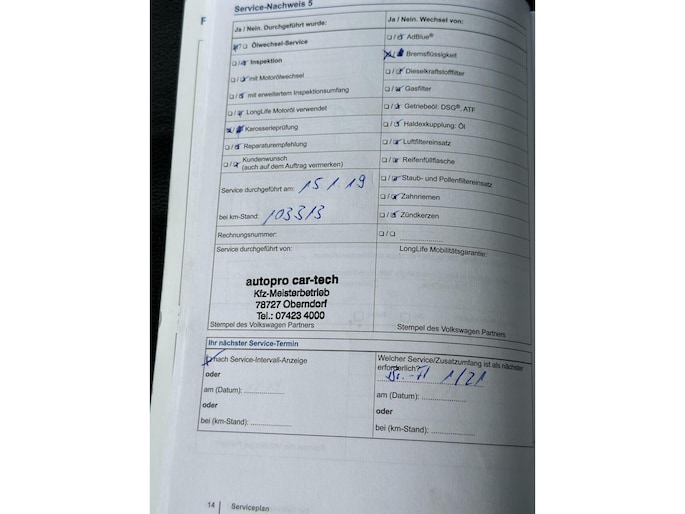 Service-Nachweis 5
Ja / Nein. Durchgeführt wurde:
Ölwechsel-Service
Inspektion
mit Motorölwechsel
mit erweitertem Inspektionsumfang
LongLife Motoröl verwendet
Karosserieprüfung
Reparaturempfehlung
Kundenwunsch
(auch auf dem Auftrag vermerken)
Service durchgeführt am: 15.1.19
bei km-Stand: 103313
Rechnungsnummer:
Service durchgeführt von:
autopro car-tech
Kfz-Meisterbetrieb
78727 Oberndorf
Tel.: 07423 4000
Stempel des Volkswagen Partners
Ja / Nein. Wechsel von:
AdBlue®
Bremsflüssigkeit
Dieselkraftstofffilter
Gasfilter
Getriebeöl: DSG®, ATF
Haldexkupplung: Öl
Luftfiltereinsatz
Reifenfüllflasche
Staub- und Pollenfiltereinsatz
Zahnriemen
Zündkerzen
LongLife Mobilitätsgarantie:
Stempel des Volkswagen Partners
Ihr nächster Service-Termin
nach Service-Intervall-Anzeige
oder
am (Datum):
oder
bei (km-Stand):
Welcher Service/Zusatzumfang ist als nächster
erforderlich?
Br.-Fl 1/21
am (Datum):
oder
bei (km-Stand):
14 Serviceplan